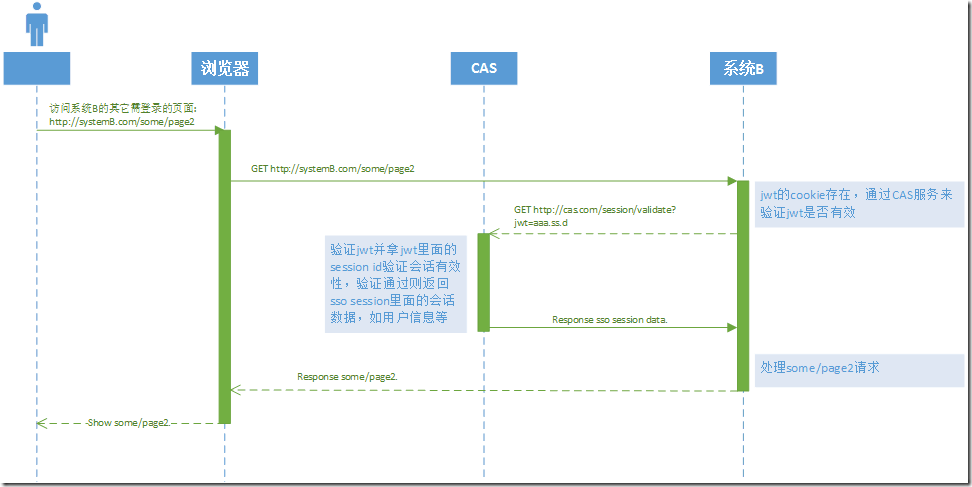 浏览器
CAS
系统B
访问系统B的其它需登录的页面：
http://systemB.com/some/page2
GET http://systemB.com/some/page2
jwt的cookie存在，通过CAS服务来
验证jwt是否有效
GET http://cas.com/session/validate?
jwt=aaa.ss.d
验证jwt并拿jwt里面的
session id验证会话有效
性，验证通过则返回
sso session里面的会话
数据，如用户信息等
Response sso session data.
处理some/page2请求
Response some/page2.
Show some/page2.